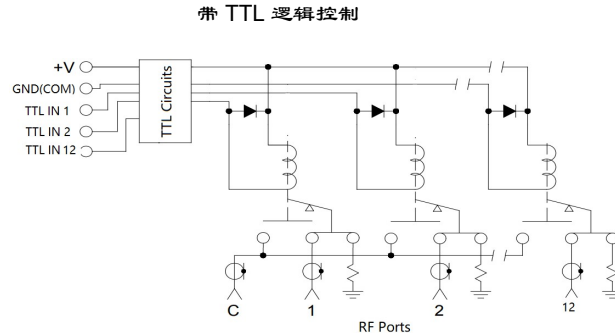 带 TTL 逻辑控制
+V
GND(COM)
TTL IN 1
TTL IN 2
TTL IN 12
TTL Circuits
C
1
2
12
RF Ports